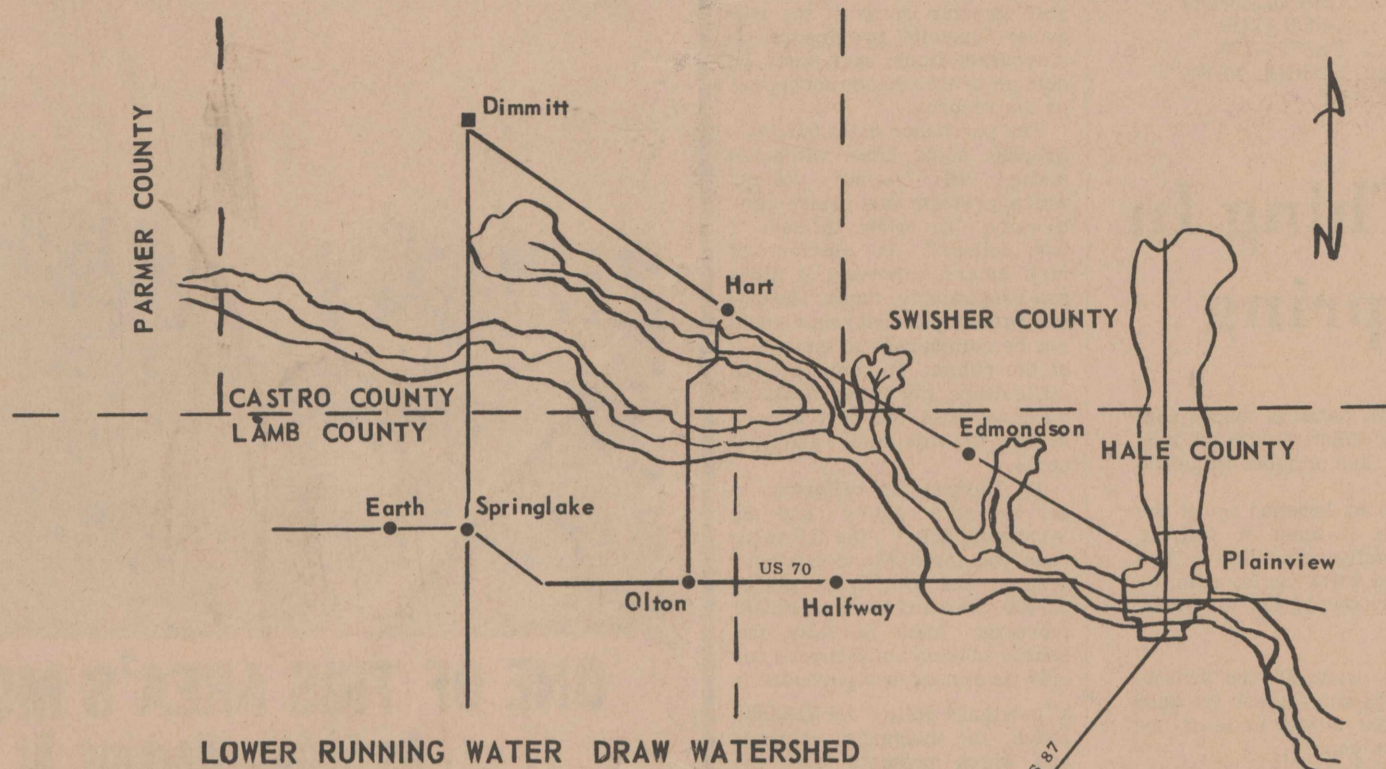 Dimmitt
PARMER COUNTY
N
Hart
SWISHER COUNTY
CASTRO COUNTY
LAMB COUNTY
Edmondson
HALE COUNTY
Earth
Springlake
Plainview
US 70
Olton
Halfway
LOWER RUNNING WATER DRAW WATERSHED
S 87